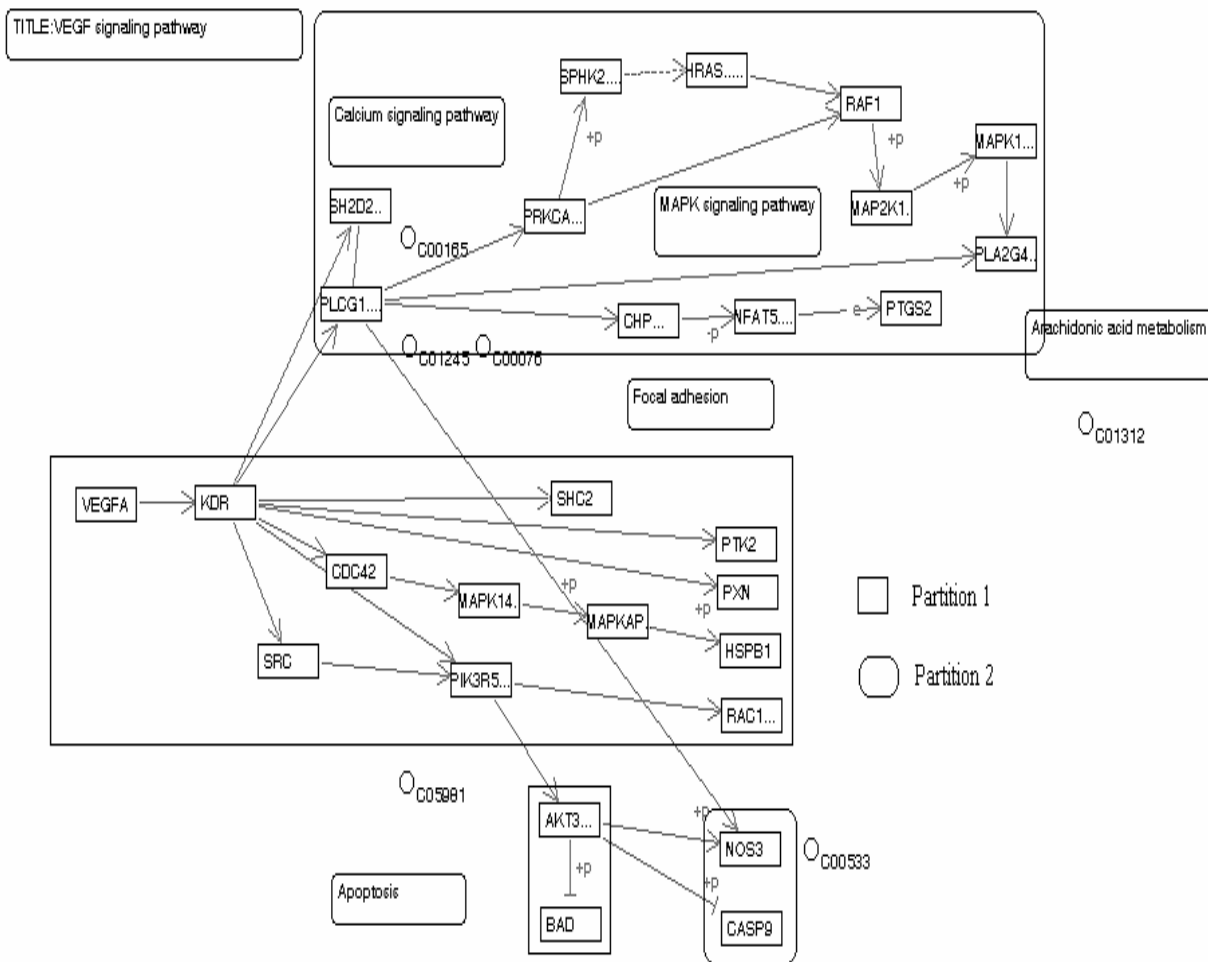 TITLE:VEGF signaling pathway
SPHK2....
HRAS.....
RAF1
Calcium signaling pathway
+p
+p
MAPK1...
+p
SH2D2..
PRKCA...
MAPK signaling pathway
MAP2K1.
C00165
PLA2G4..
PLCG1....
CHP...
-p
NFAT5....
e
PTGS2
Arachidonic acid metabolism
C01245
C00076
Focal adhesion
C01312
VEGFA
KDR
SHC2
PTK2
CDC42
MAPK14.
+p
PXN
+p
Partition 1
MAPKAP.
HSPB1
SRC
PIK3R5...
Partition 2
RAC1...
C05981
AKT3...
+p
NOS3
C00533
+p
+p
Apoptosis
BAD
CASP9